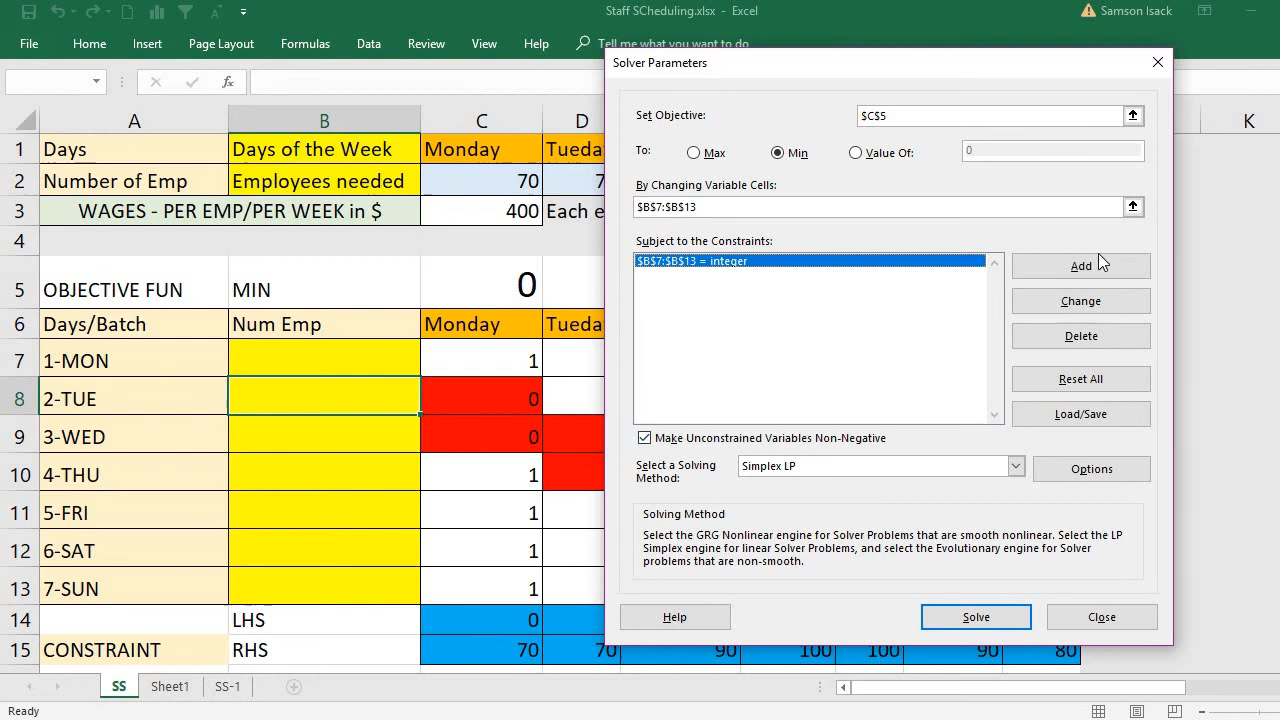 Staff SCheduling.xlsx - Excel
Samson Isack
File Home Insert Page Layout Formulas Data Review View Help Tell me what you want to do
fx
A B C D K
1 Days Days of the Week Monday Tueda
2 Number of Emp Employees needed 70 7
3 WAGES - PER EMP/PER WEEK in $ 400 Each e
4
5 OBJECTIVE FUN MIN 0
6 Days/Batch Num Emp Monday Tueda
7 1-MON 1
8 2-TUE 0
9 3-WED 0
10 4-THU 1
11 5-FRI 1
12 6-SAT 1
13 7-SUN 1
14 LHS 0
15 CONSTRAINT RHS 70 70 90 100 100 90 80
SS Sheet1 SS-1
Ready
Solver Parameters
Set Objective: $C$5
To: Max Min Value Of: 0
By Changing Variable Cells:
$B$7:$B$13
Subject to the Constraints:
$B$7:$B$13 = integer
Add
Change
Delete
Reset All
Load/Save
Make Unconstrained Variables Non-Negative
Select a Solving
Method:
Simplex LP
Options
Solving Method
Select the GRG Nonlinear engine for Solver Problems that are smooth nonlinear. Select the LP
Simplex engine for linear Solver Problems, and select the Evolutionary engine for Solver
problems that are non-smooth.
Help Solve Close